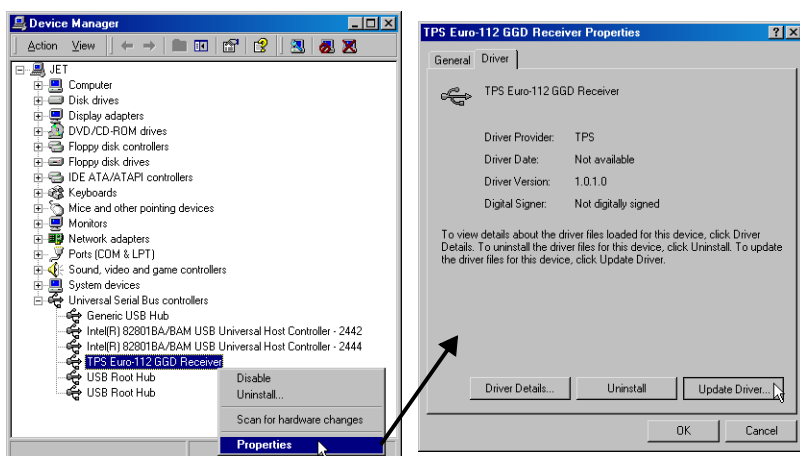 Device Manager
Action View
JET
Computer
Disk drives
Display adapters
DVD/CD-ROM drives
Floppy disk controllers
Floppy disk drives
IDE ATA/ATAPI controllers
Keyboards
Mice and other pointing devices
Monitors
Network adapters
Ports (COM & LPT)
Sound, video and game controllers
System devices
Universal Serial Bus controllers
Generic USB Hub
Intel(R) 82801BA/BAM USB Universal Host Controller - 2442
Intel(R) 82801BA/BAM USB Universal Host Controller - 2444
TPS Euro-112 GGD Receiver
USB Root Hub
USB Root Hub
Disable
Uninstall...
Scan for hardware changes
Properties
TPS Euro-112 GGD Receiver Properties
General Driver
TPS Euro-112 GGD Receiver
Driver Provider: TPS
Driver Date: Not available
Driver Version: 1.0.1.0
Digital Signer: Not digitally signed
To view details about the driver files loaded for this device, click Driver
Details. To uninstall the driver files for this device, click Uninstall. To update
the driver files for this device, click Update Driver.
Driver Details... Uninstall Update Driver...
OK Cancel